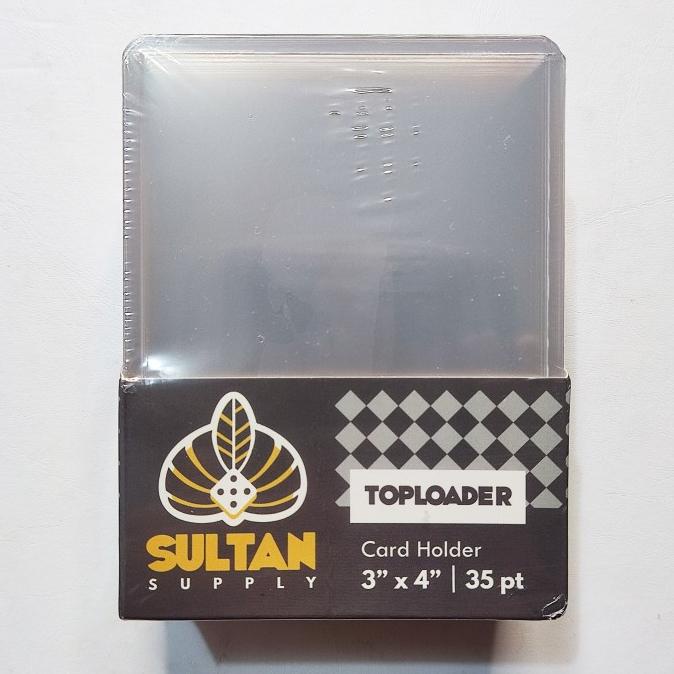 SULTAN
SUPPLY
TOPLOADER
Card Holder
3” x 4” | 35 pt